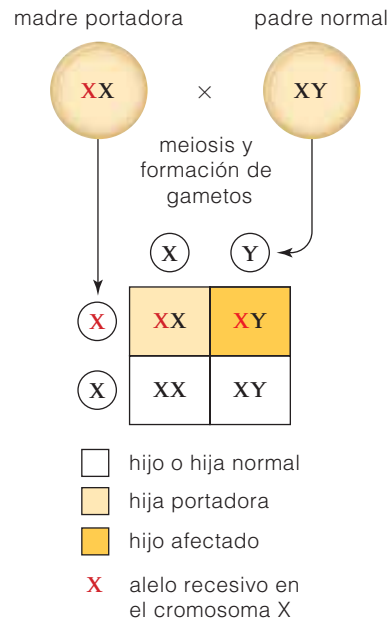 madre portadora padre normal
XX × XY
meiosis y
formación de
gametos
X Y
X XX XY
X XX XY
hijo o hija normal
hija portadora
hijo afectado
X alelo recesivo en
el cromosoma X